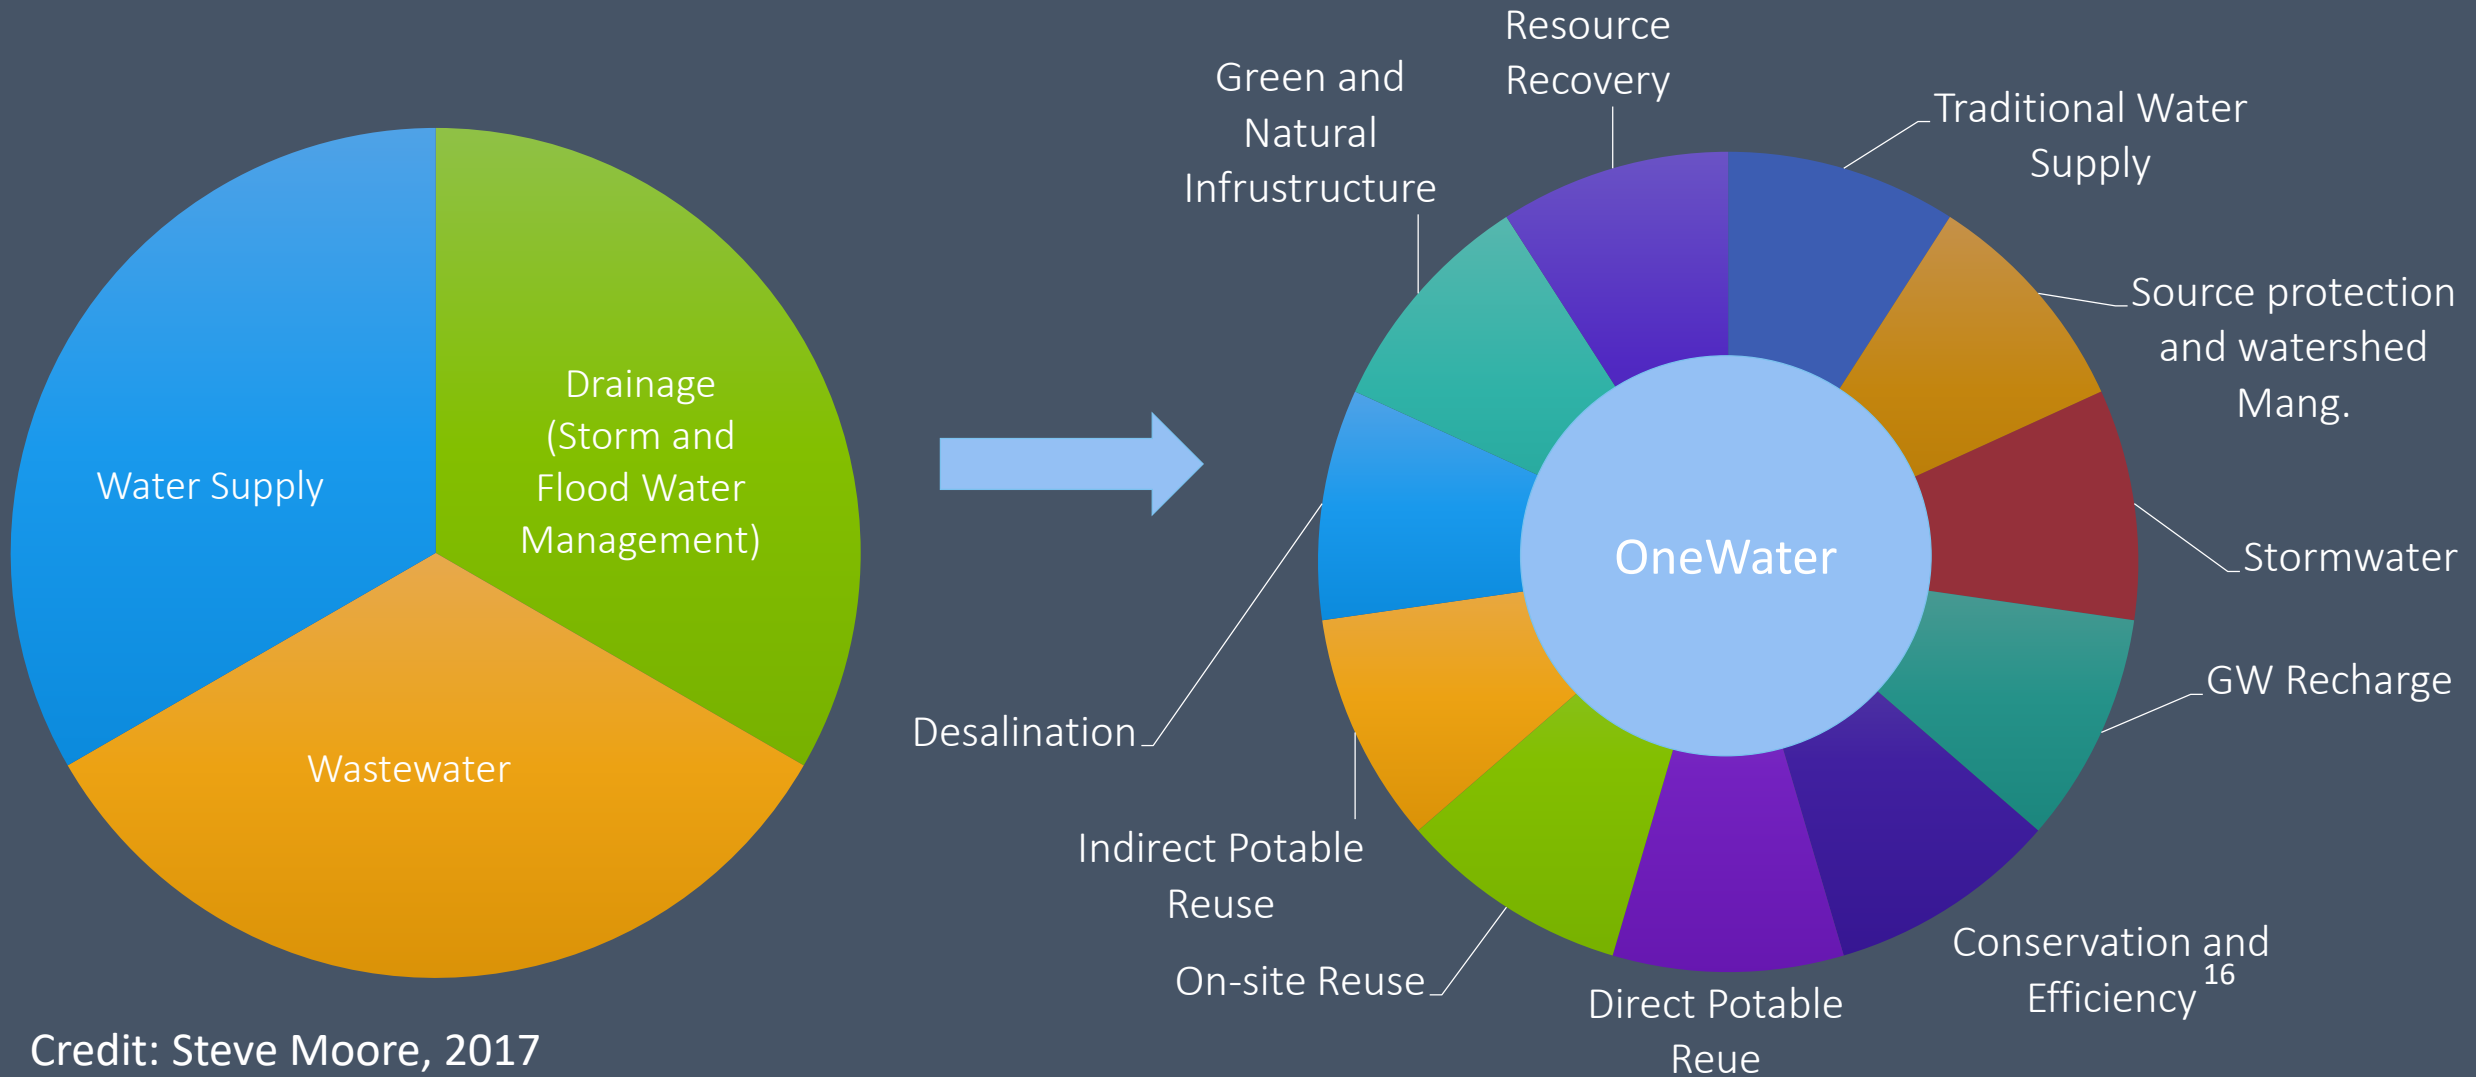 Water Supply
Drainage
(Storm and
Flood Water
Management)
Wastewater
Resource
Recovery
Green and
Natural
Infrustructure
Traditional Water
Supply
Source protection
and watershed
Mang.
OneWater
Stormwater
GW Recharge
Desalination
Indirect Potable
Reuse
On-site Reuse
Direct Potable
Reue
Conservation and
Efficiency
16
Credit: Steve Moore, 2017